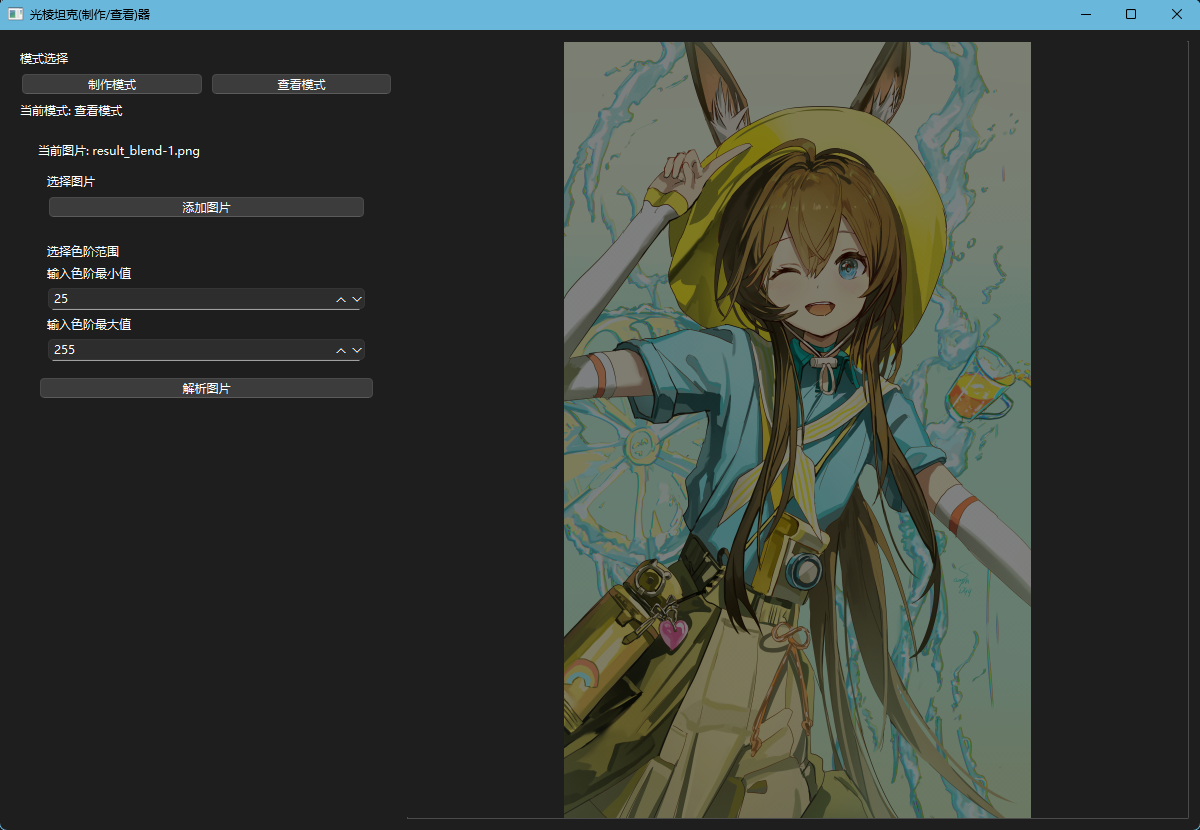 光棱坦克(制作/查看)器
模式选择
制作模式 查看模式
当前模式: 查看模式
当前图片: result_blend-1.png
选择图片
添加图片
选择色阶范围
输入色阶最小值
25
输入色阶最大值
255
解析图片